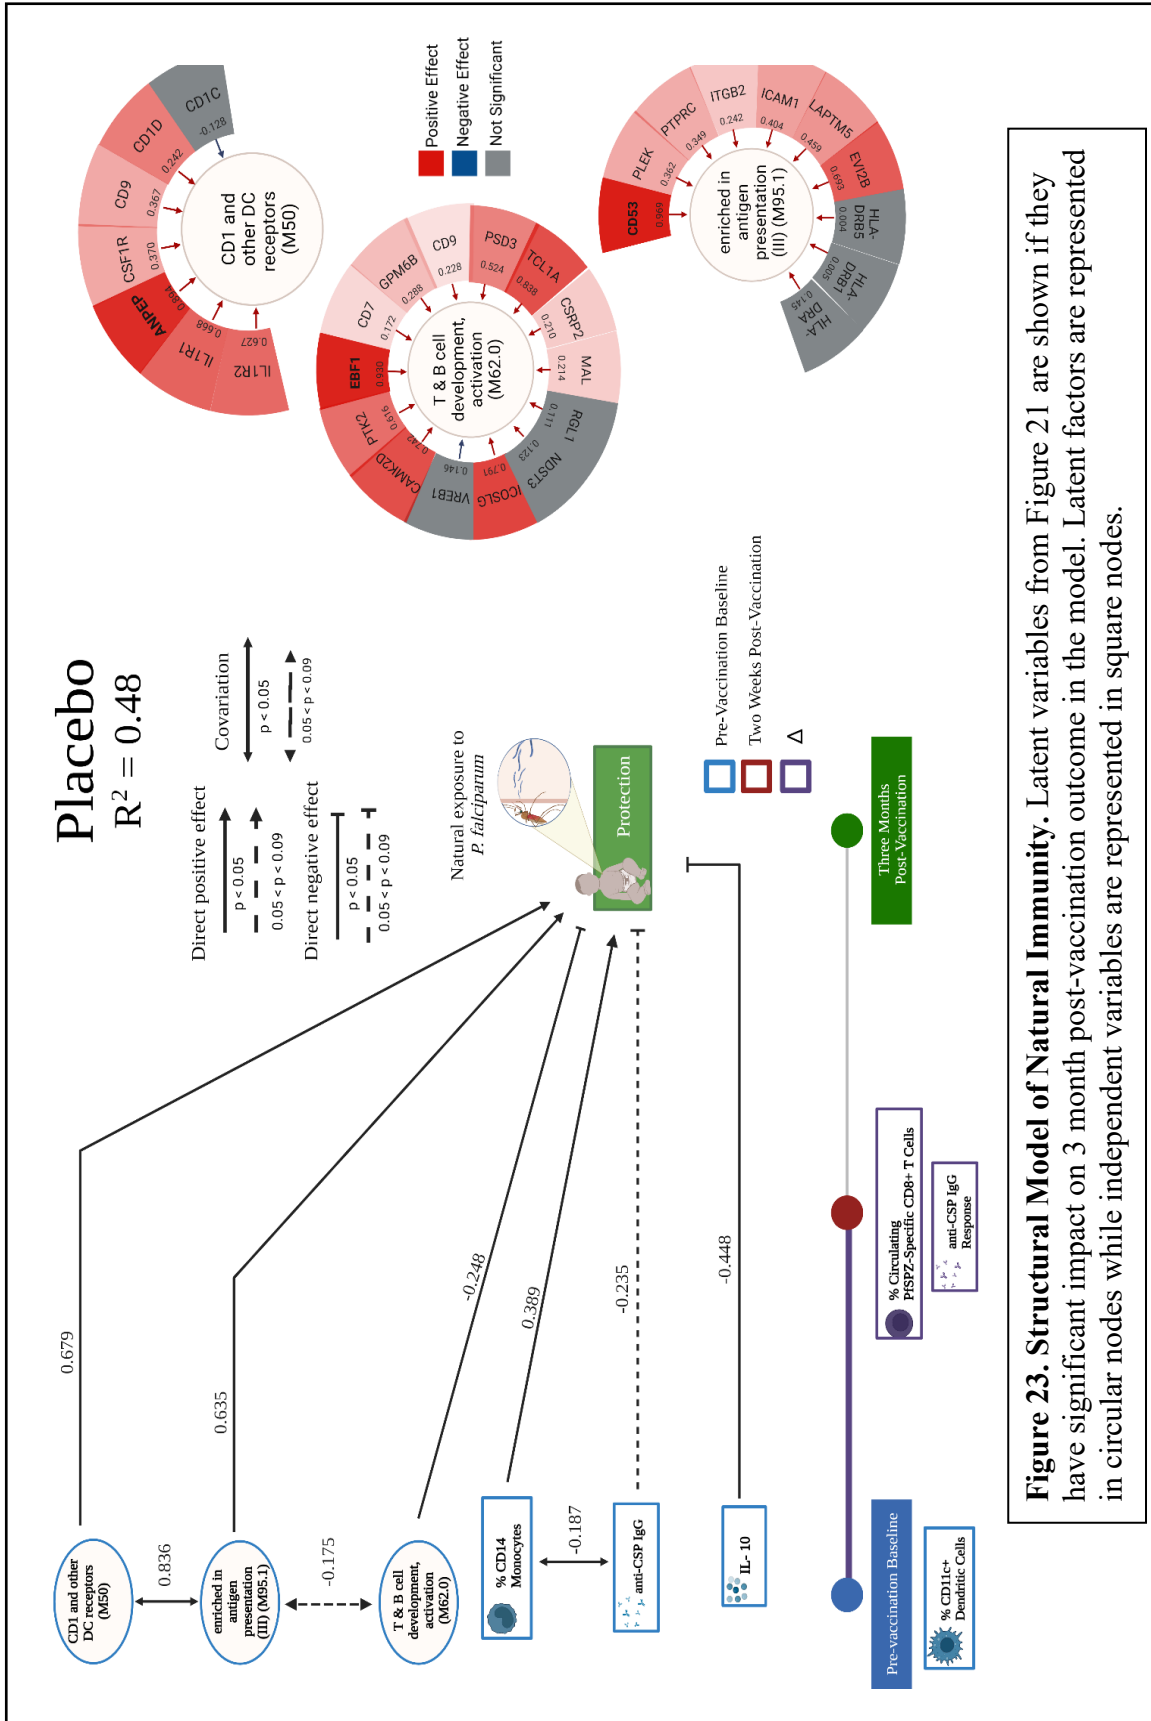 Placebo
R² = 0.48
Direct positive effect
p < 0.05
0.05 < p < 0.09
Direct negative effect
p < 0.05
0.05 < p < 0.09
Covariation
p < 0.05
0.05 < p < 0.09
CD1 and other
DC receptors
(M50)
0.836
enriched in
antigen
presentation
(III) (M95.1)
-0.175
T & B cell
development,
activation
(M62.0)
% CD14
Monocytes
-0.187
anti-CSP IgG
IL- 10
0.679
0.635
-0.248
0.389
-0.235
-0.448
Natural exposure to
P. falciparum
Protection
Pre-Vaccination Baseline
Two Weeks Post-Vaccination
Δ
Pre-vaccination Baseline
% CD11c+
Dendritic Cells
% Circulating
PfSPZ-Specific CD8+ T Cells
anti-CSP IgG
Response
Three Months
Post-Vaccination
CD1 and
other DC
receptors
(M50)
IL1R2
0.627
IL1R1
0.668
ANPEP
0.894
CSF1R
0.370
CD9
0.367
CD1D
0.242
CD1C
-0.128
Positive Effect
Negative Effect
Not Significant
T & B cell
development,
activation
(M62.0)
EBF1
0.930
CD7
0.172
GPM6B
0.288
CD9
0.228
PSD3
0.524
TCL1A
0.838
CSRP2
0.210
MAL
0.214
RGL1
0.111
NDST3
0.123
ICOSLG
0.791
VREB1
0.146
CAMK2D
0.742
PTK2
0.616
enriched in
antigen
presentation
(III) (M95.1)
CD53
0.969
PLEK
0.362
PTPRC
0.349
ITGB2
0.242
ICAM1
0.404
LAPTM5
0.459
EVI2B
0.693
HLA-
DRB5
0.004
HLA-
DRB1
0.005
HLA-
DRA
0.145
Figure 23. Structural Model of Natural Immunity. Latent variables from Figure 21 are shown if they
have significant impact on 3 month post-vaccination outcome in the model. Latent factors are represented
in circular nodes while independent variables are represented in square nodes.